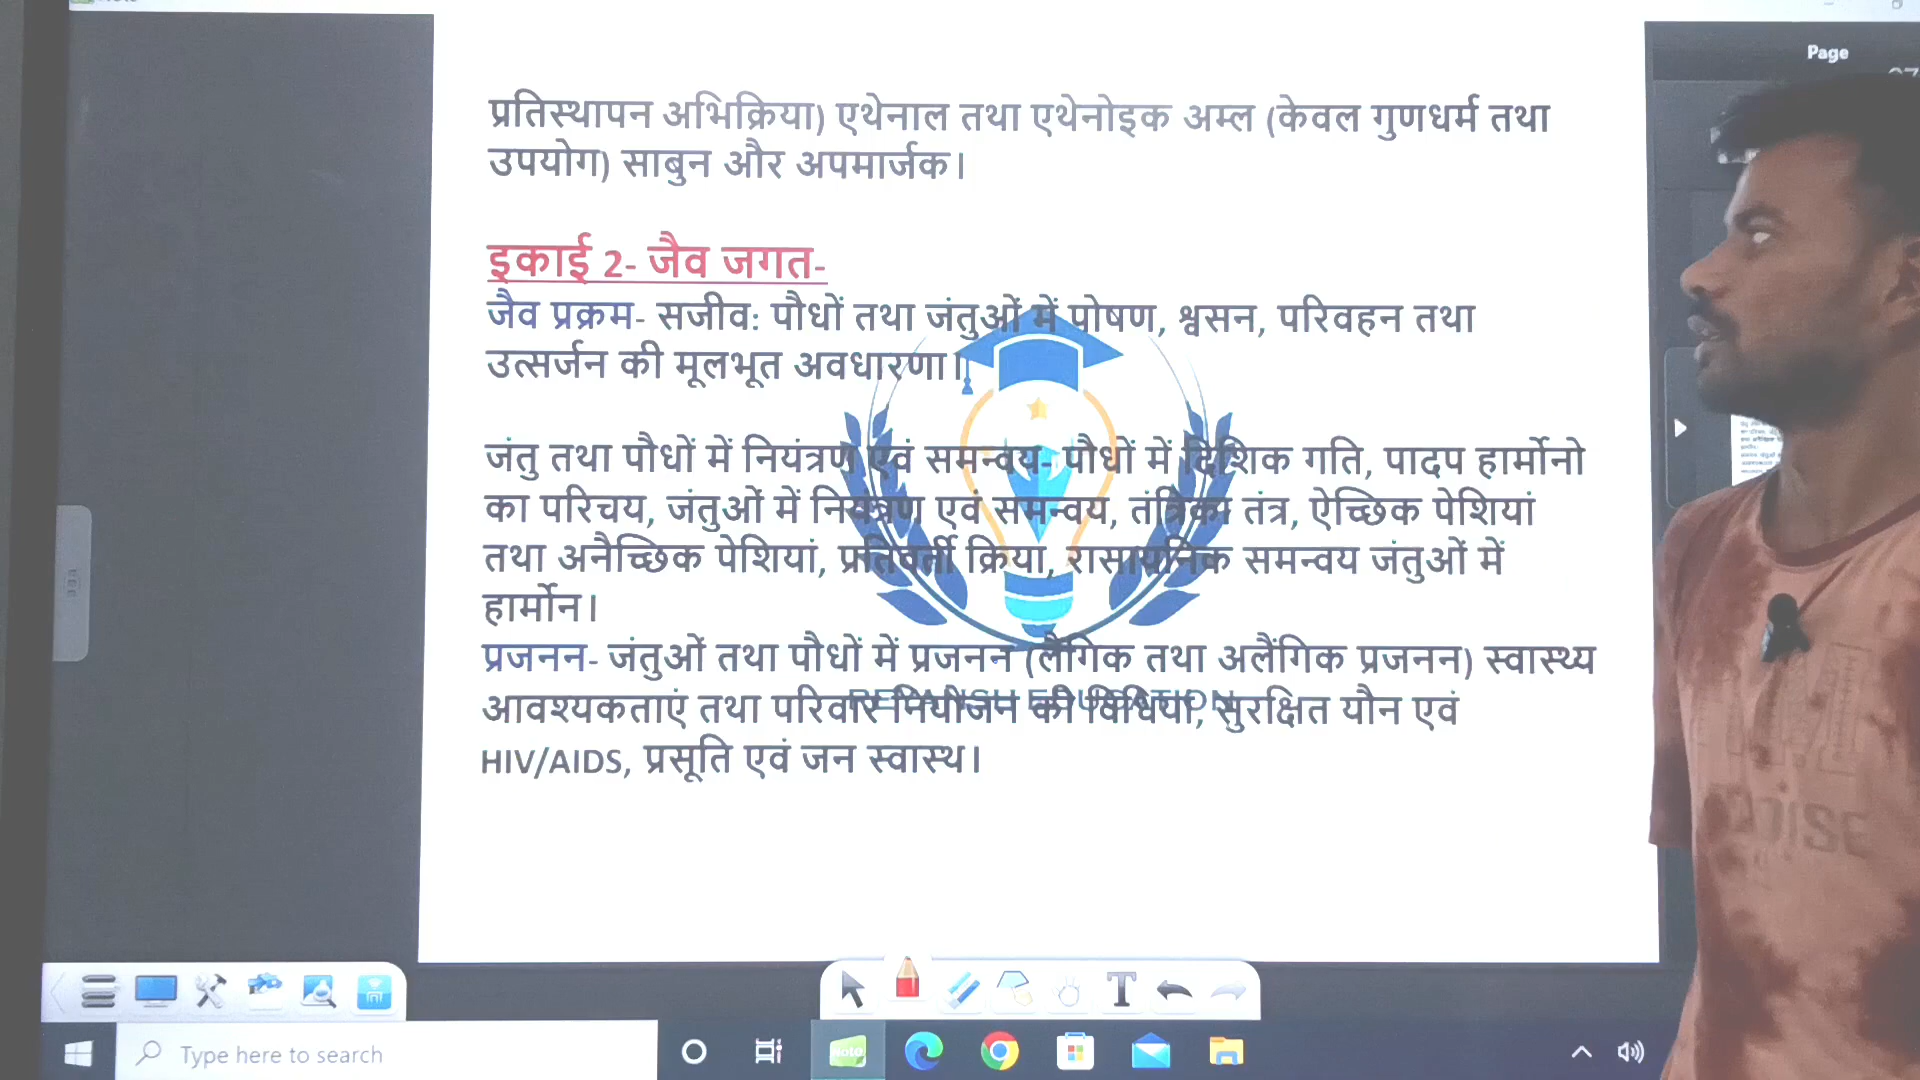 Page
प्रतिस्थापन अभिक्रिया) एथेनाल तथा एथेनोइक अम्ल (केवल गुणधर्म तथा
उपयोग) साबुन और अपमार्जक।
इकाई 2- जैव जगत-
जैव प्रक्रम- सजीव: पौधों तथा जंतुओं में पोषण, श्वसन, परिवहन तथा
उत्सर्जन की मूलभूत अवधारणा।
जंतु तथा पौधों में नियंत्रण एवं समन्वय- पौधों में दिशिक गति, पादप हार्मोनो
का परिचय, जंतुओं में नियंत्रण एवं समन्वय, तंत्रिका तंत्र, ऐच्छिक पेशियां
तथा अनैच्छिक पेशियां, प्रतिवर्ती क्रिया, रासायनिक समन्वय जंतुओं में
हार्मोन।
प्रजनन- जंतुओं तथा पौधों में प्रजनन (लैंगिक तथा अलैंगिक प्रजनन) स्वास्थ्य
आवश्यकताएं तथा परिवार नियोजन की विधियां, सुरक्षित यौन एवं
EDUCATION
HIV/AIDS, प्रसूति एवं जन स्वास्थ।
Type here to search